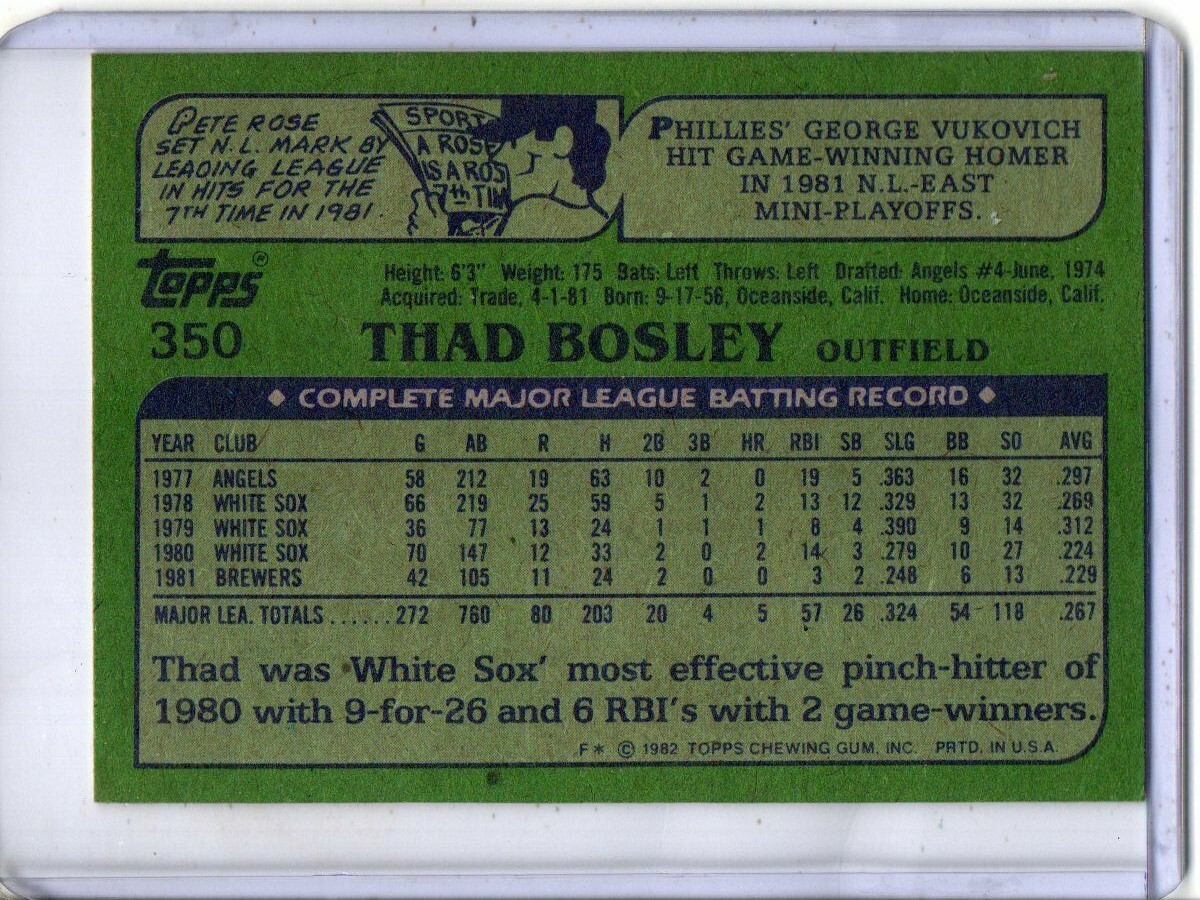 PETE ROSE
SET N.L. MARK BY
LEADING LEAGUE
IN HITS FOR THE
7TH TIME IN 1981.
SPORT
A ROSE
IS A ROS
7th TIM
PHILLIES' GEORGE VUKOVICH
HIT GAME-WINNING HOMER
IN 1981 N.L.-EAST
MINI-PLAYOFFS.
Topps®
Height: 6'3" Weight: 175 Bats: Left Throws: Left Drafted: Angels #4-June, 1974
Acquired: Trade, 4-1-81 Born: 9-17-56, Oceanside, Calif. Home: Oceanside, Calif.
350 THAD BOSLEY OUTFIELD
◆ COMPLETE MAJOR LEAGUE BATTING RECORD ◆
YEAR CLUB G AB R H 2B 3B HR RBI SB SLG BB SO AVG
1977 ANGELS 58 212 19 63 10 2 0 19 5 .363 16 32 .297
1978 WHITE SOX 66 219 25 59 5 1 2 13 12 .329 13 32 .269
1979 WHITE SOX 36 77 13 24 1 1 1 8 4 .390 9 14 .312
1980 WHITE SOX 70 147 12 33 2 0 2 14 3 .279 10 27 .224
1981 BREWERS 42 105 11 24 2 0 0 3 2 .248 6 13 .229
MAJOR LEA. TOTALS......272 760 80 203 20 4 5 57 26 .324 54 118 .267
Thad was White Sox' most effective pinch-hitter of
1980 with 9-for-26 and 6 RBI's with 2 game-winners.
F* © 1982 TOPPS CHEWING GUM, INC. PRTD. IN U.S.A.